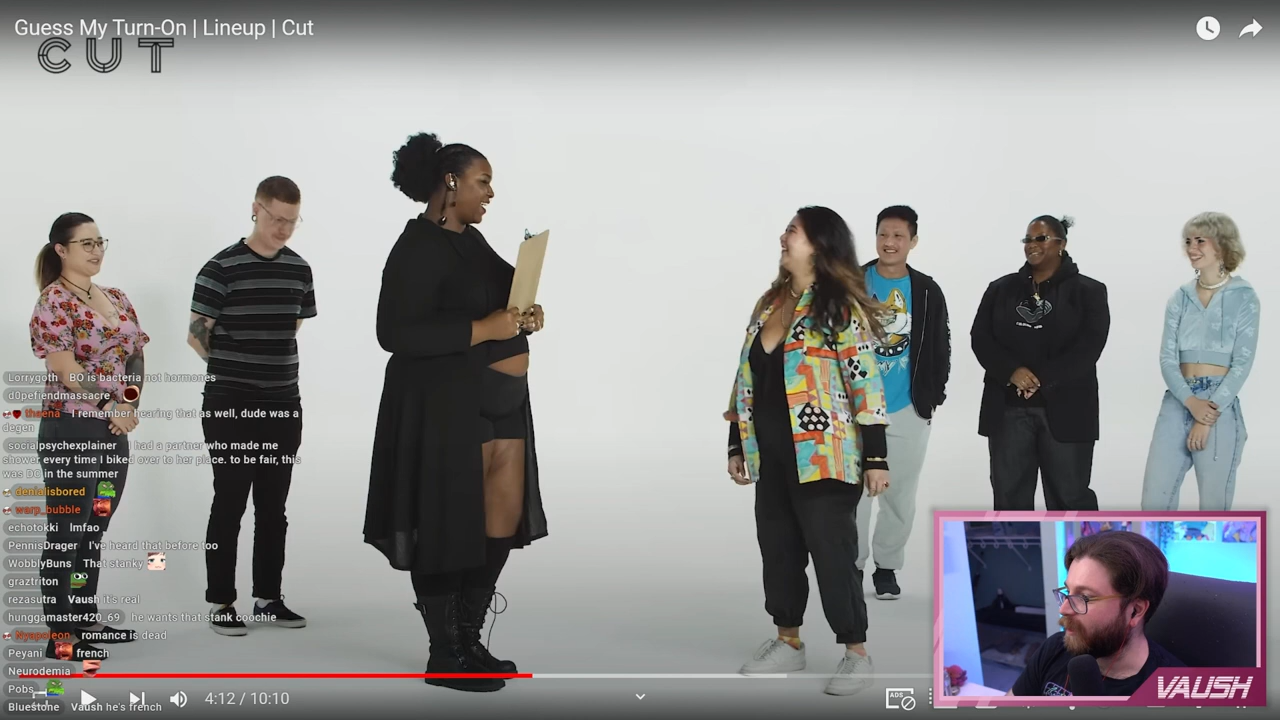 Guess My Turn-On | Lineup | Cut
CUT
Lorrygoth BO is bacteria not hormones
d0pefiendmassacre
theena I remember hearing that as well, dude was a
degen
socialpsychexplainer I had a partner who made me
shower every time I biked over to her place. to be fair, this
was DC in the summer
denialisbored
warp_bubble
echotokki lmfao
PennisDrager I've heard that before too
WobblyBuns That stanky
graztriton
rezasutra Vaush it's real
hunggamaster420_69 he wants that stank coochie
Nyapoleon romance is dead
Peyani french
Neurodemia
Pobs
Bluestone Vaush he's french
4:12 / 10:10
ADS
VAUSH